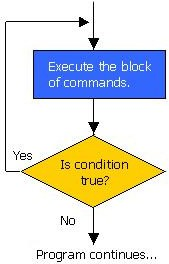 Execute the block
of commands.
Yes
Is condition
true?
No
Program continues...